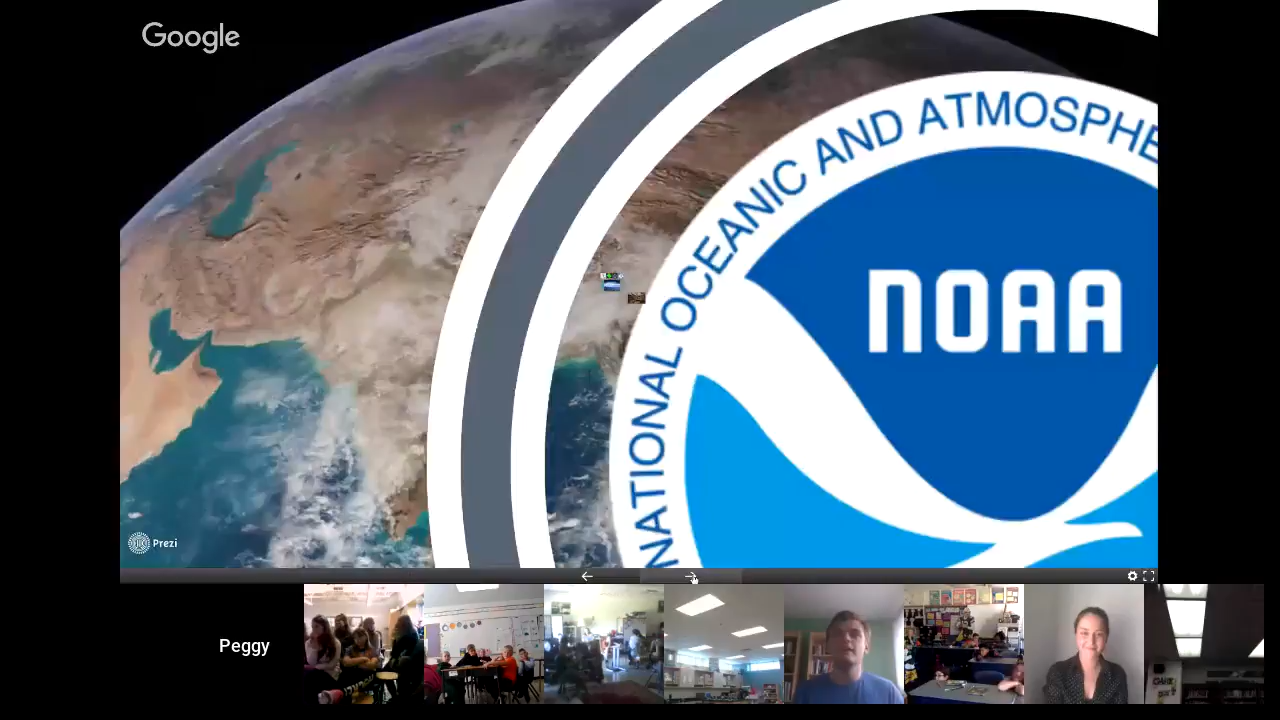 Google
NATIONAL OCEANIC AND ATMOSPHE
NOAA
Prezi
Peggy